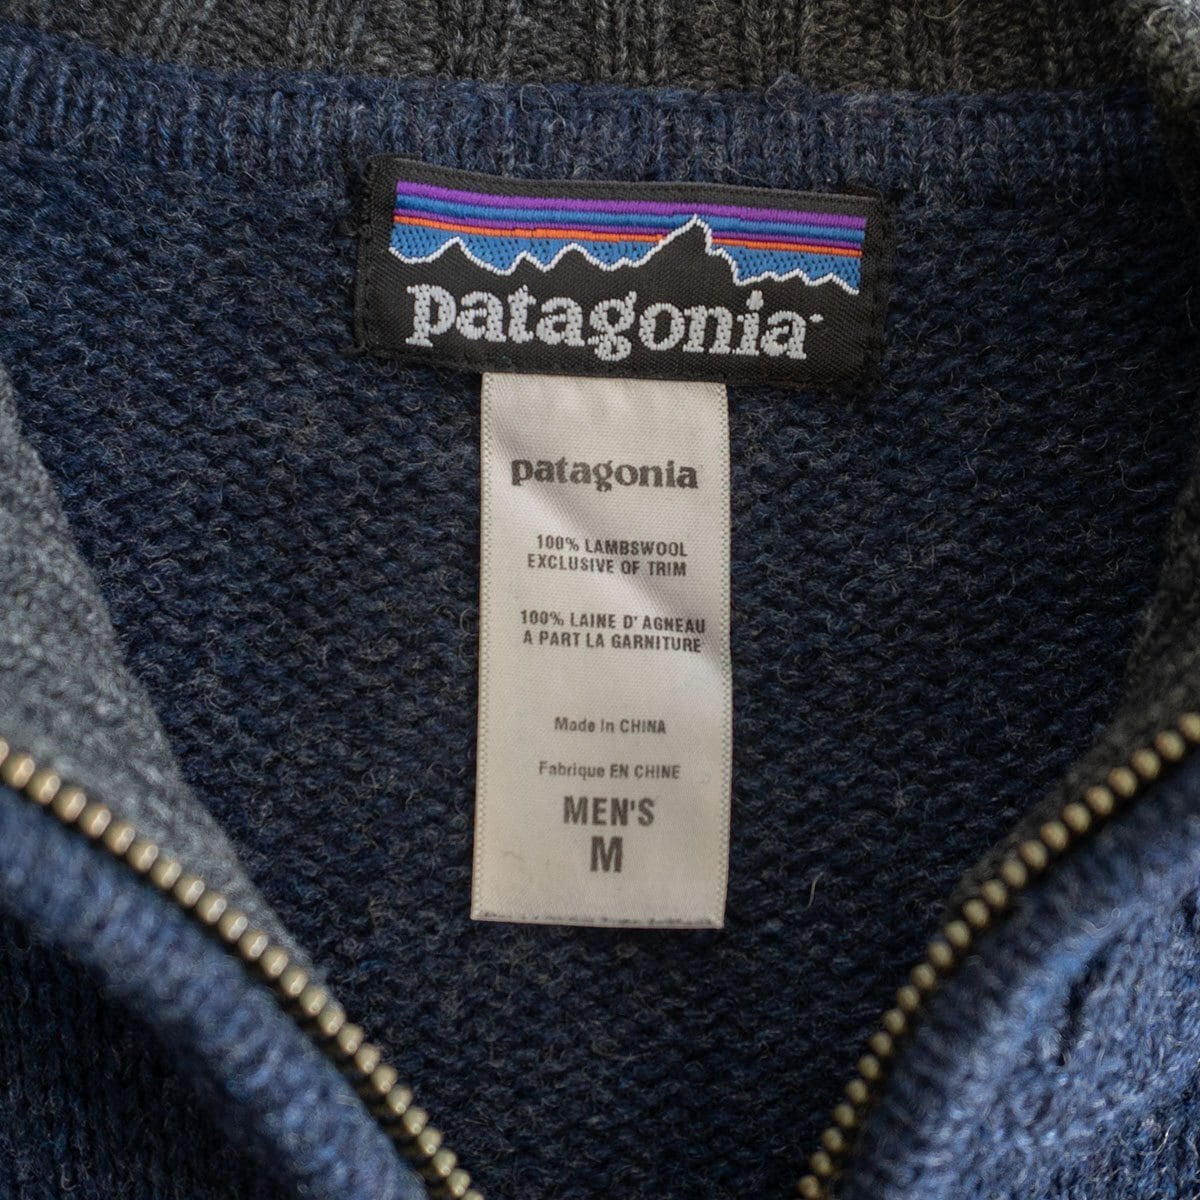 patagonia
patagonia
100% LAMBSWOOL
EXCLUSIVE OF TRIM
100% LAINE D'AGNEAU
A PART LA GARNITURE
Made In CHINA
Fabrique EN CHINE
MEN'S
M